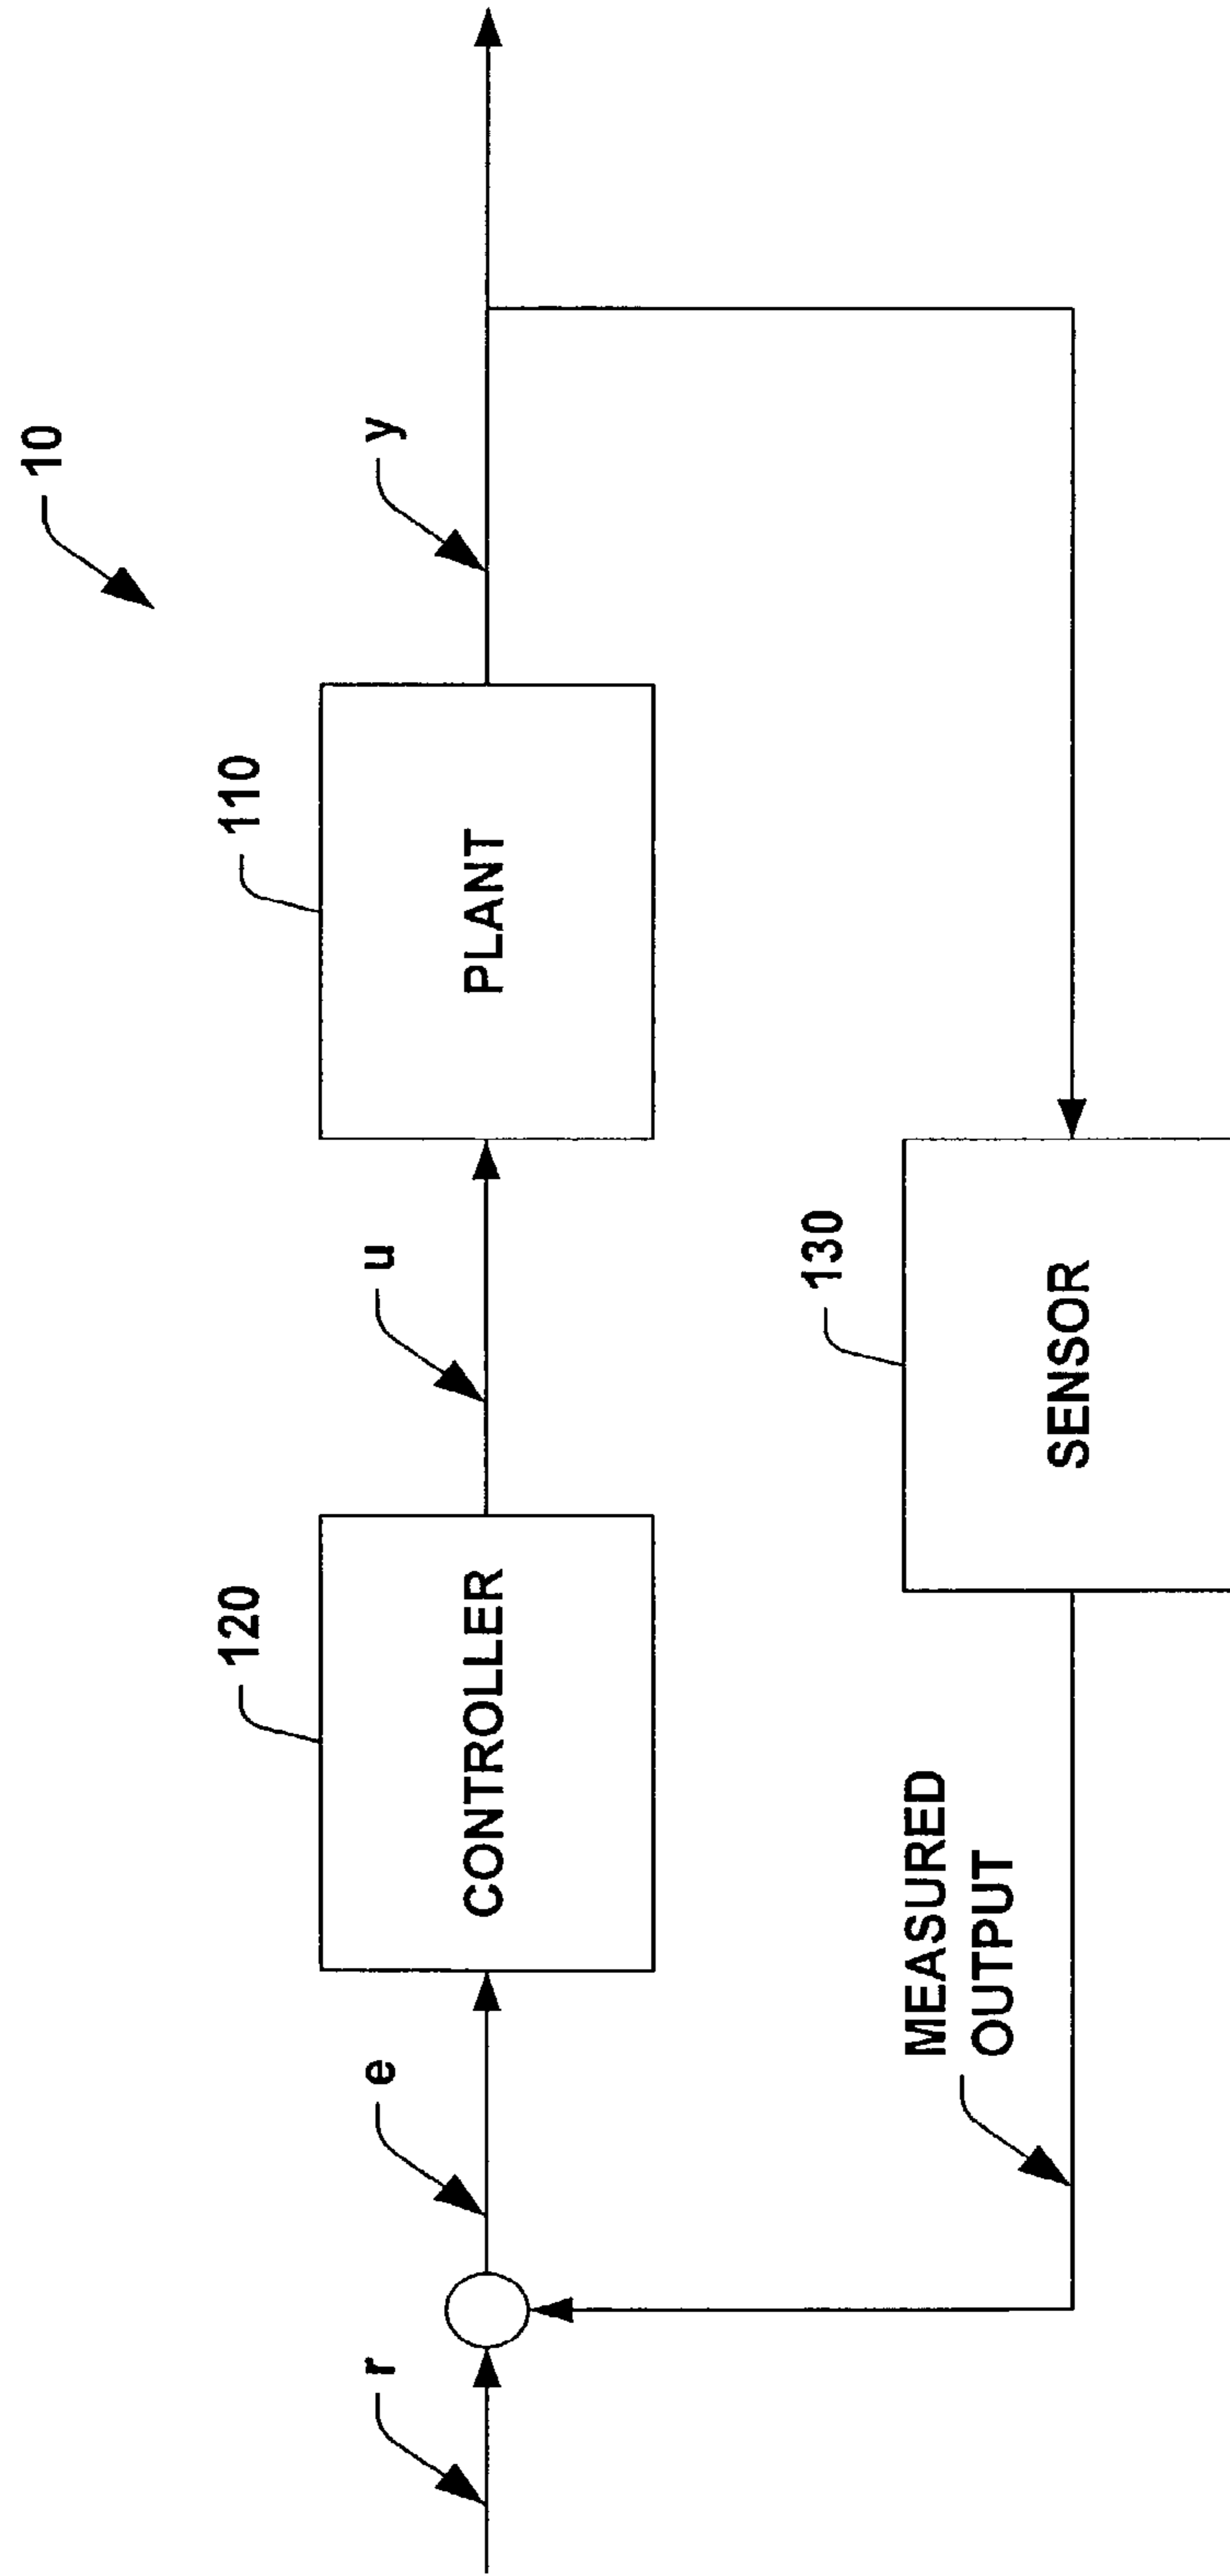 10
120
110
r
e
u
y
CONTROLLER
PLANT
130
MEASURED
OUTPUT
SENSOR